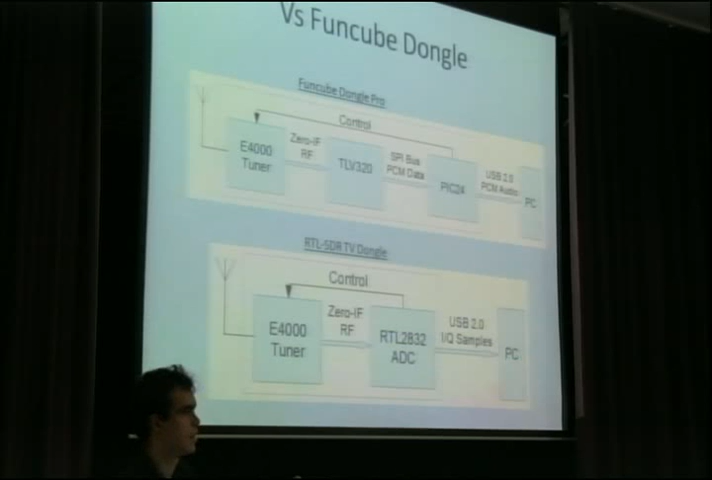 Vs Funcube Dongle
Funcube Dongle Pro
Control
E4000
Tuner
Zero-IF
RF
TLV320
SPI Bus
PCM Data
PIC24
USB 2.0
PCM Audio
PC
RTL-SDR TV Dongle
Control
E4000
Tuner
Zero-IF
RF
RTL2832
ADC
USB 2.0
I/Q Samples
PC